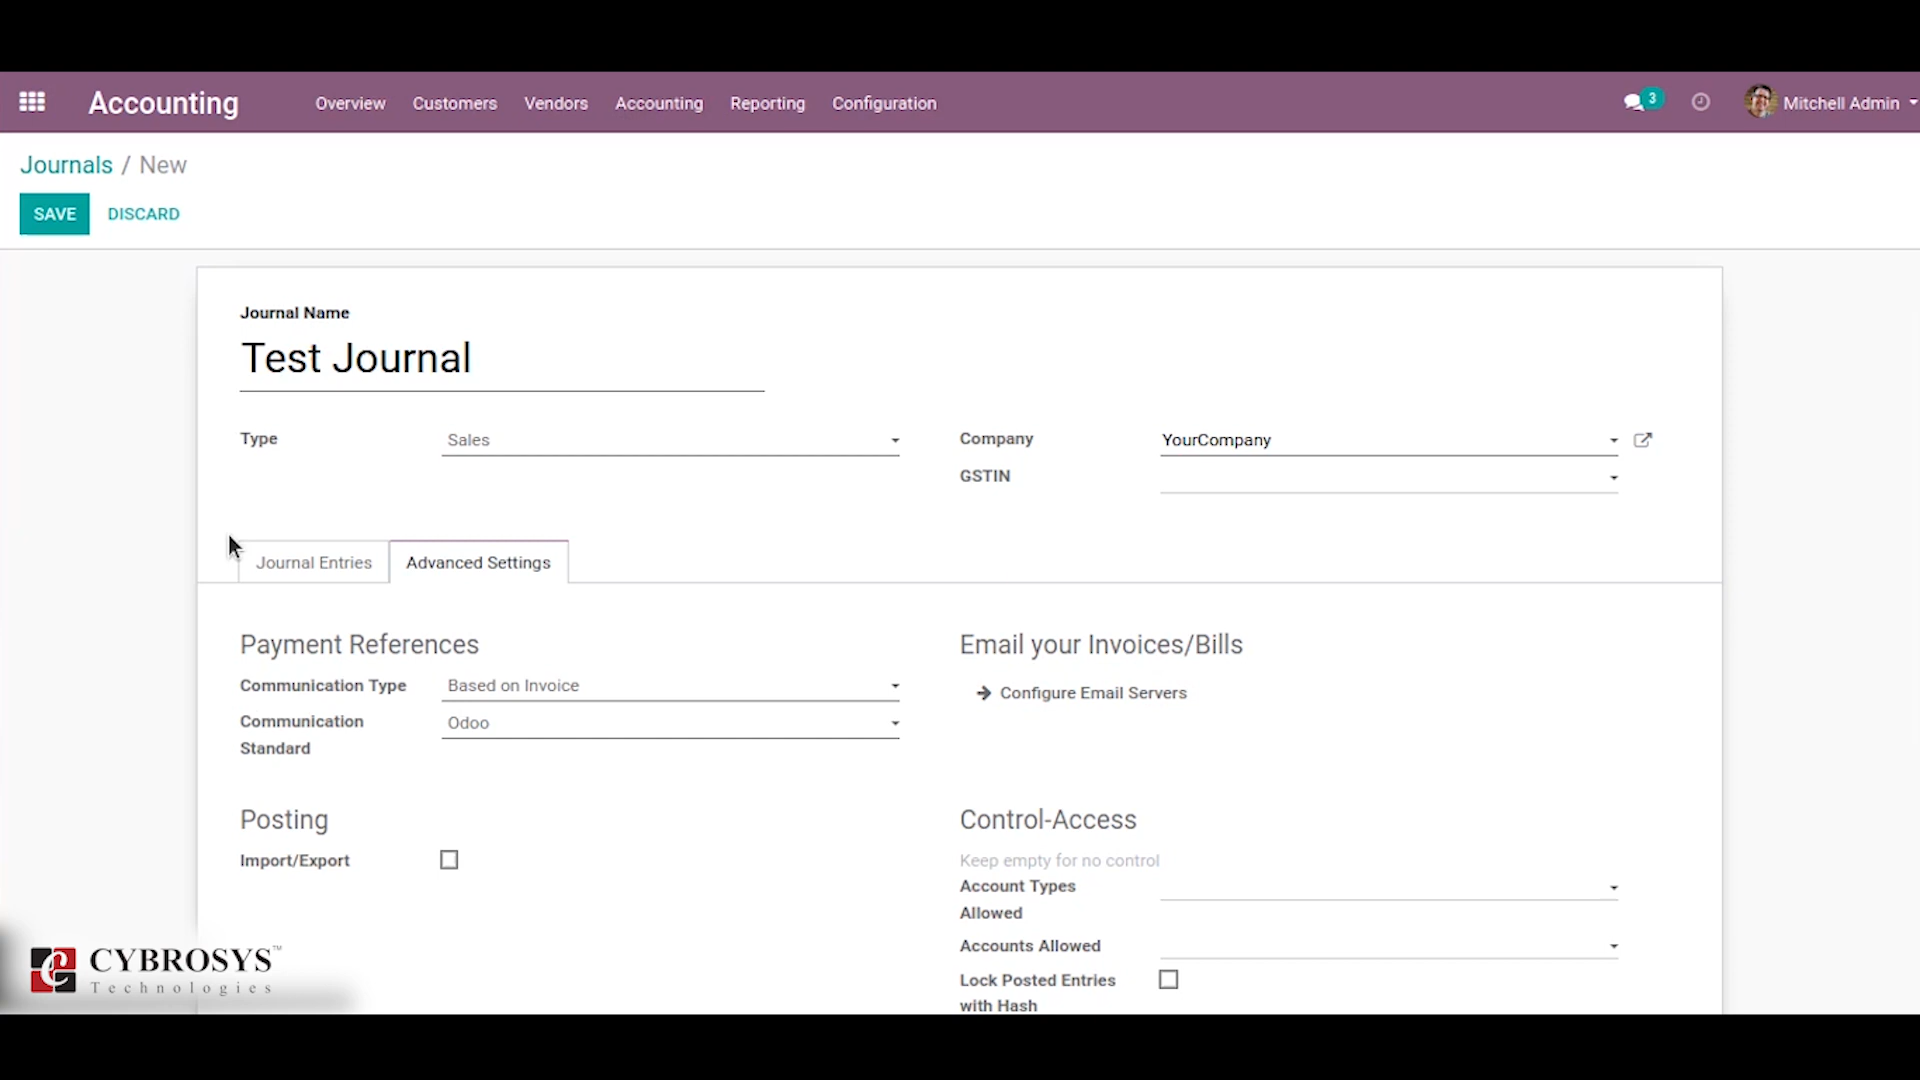 Accounting Overview Customers Vendors Accounting Reporting Configuration 3 Mitchell Admin
Journals / New
SAVE DISCARD
Journal Name
Test Journal
Type Sales Company YourCompany
GSTIN
Journal Entries Advanced Settings
Payment References Email your Invoices/Bills
Communication Type Based on Invoice Configure Email Servers
Communication
Standard Odoo
Posting Control-Access
Import/Export Keep empty for no control
Account Types
Allowed
Accounts Allowed
Lock Posted Entries
with Hash
CYBROSYS™
Technologies